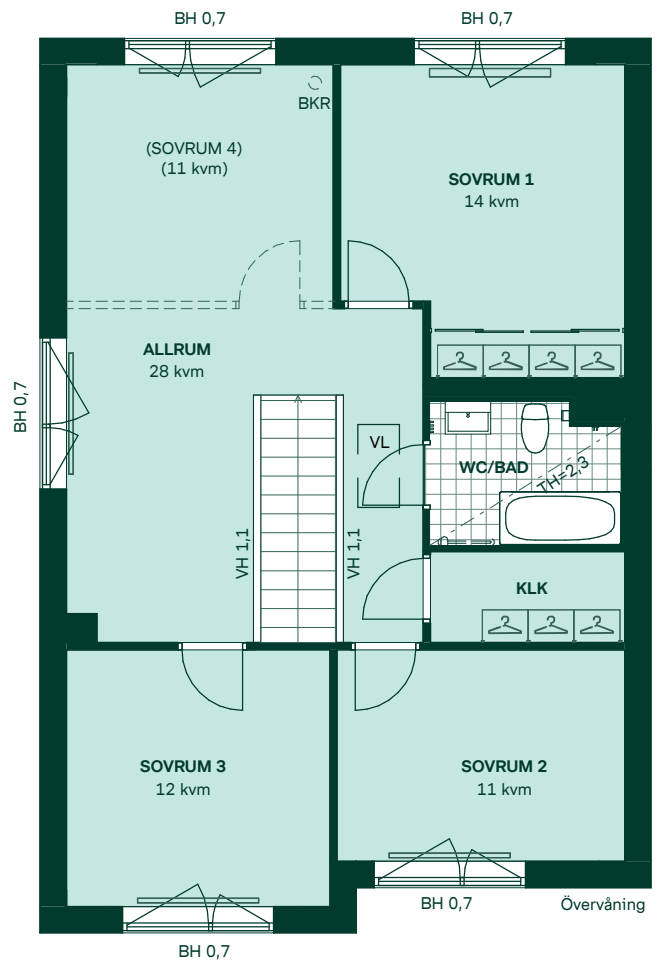 BH 0,7
BH 0,7
BKR
(SOVRUM 4)
(11 kvm)
SOVRUM 1
14 kvm
ALLRUM
28 kvm
BH 0,7
VL
WC/BAD
TH=2,3
VH 1,1
VH 1,1
KLK
SOVRUM 3
12 kvm
SOVRUM 2
11 kvm
BH 0,7
Övervåning
BH 0,7